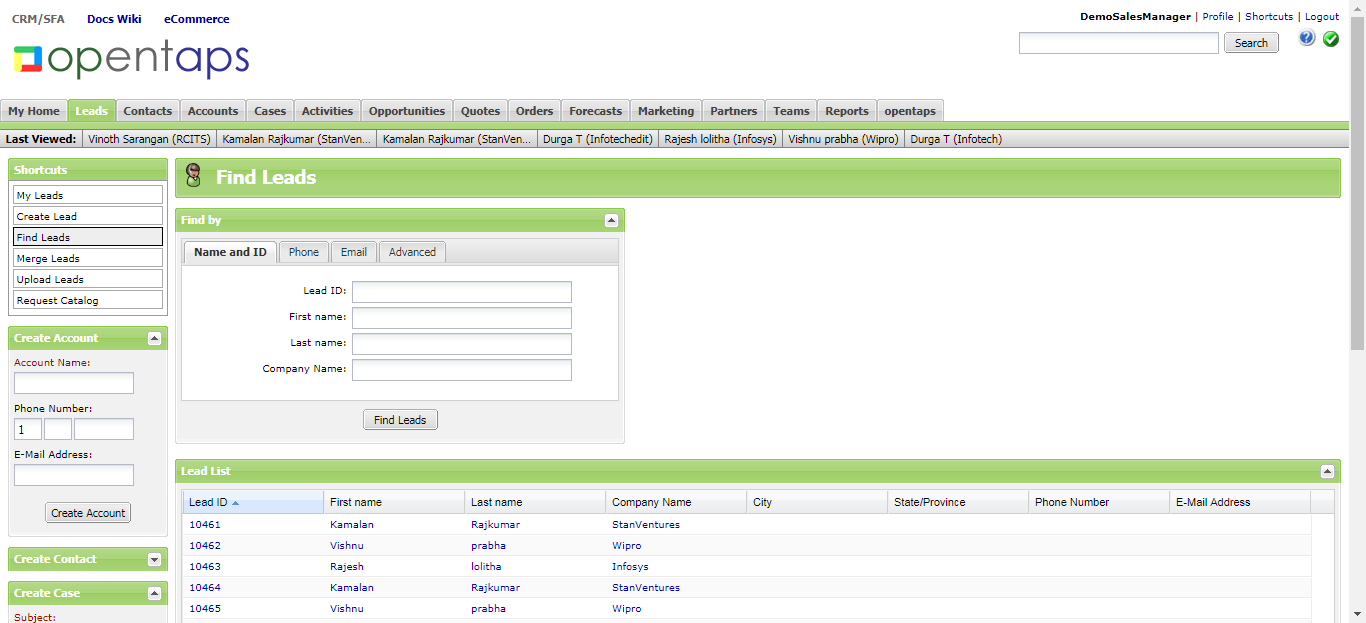 CRM/SFA Docs Wiki eCommerce
DemoSalesManager | Profile | Shortcuts | Logout
opentaps
Search
My Home Leads Contacts Accounts Cases Activities Opportunities Quotes Orders Forecasts Marketing Partners Teams Reports opentaps
Last Viewed: Vinoth Sarangan (RCITS) Kamalan Rajkumar (StanVen... Kamalan Rajkumar (StanVen... Durga T (Infotechedit) Rajesh lolitha (Infosys) Vishnu prabha (Wipro) Durga T (Infotech)
Shortcuts
My Leads
Create Lead
Find Leads
Merge Leads
Upload Leads
Request Catalog
Create Account
Account Name:
Phone Number:
1
E-Mail Address:
Create Account
Create Contact
Create Case
Subject:
Find Leads
Find by
Name and ID Phone Email Advanced
Lead ID:
First name:
Last name:
Company Name:
Find Leads
Lead List
Lead ID First name Last name Company Name City State/Province Phone Number E-Mail Address
10461 Kamalan Rajkumar StanVentures
10462 Vishnu prabha Wipro
10463 Rajesh lolitha Infosys
10464 Kamalan Rajkumar StanVentures
10465 Vishnu prabha Wipro